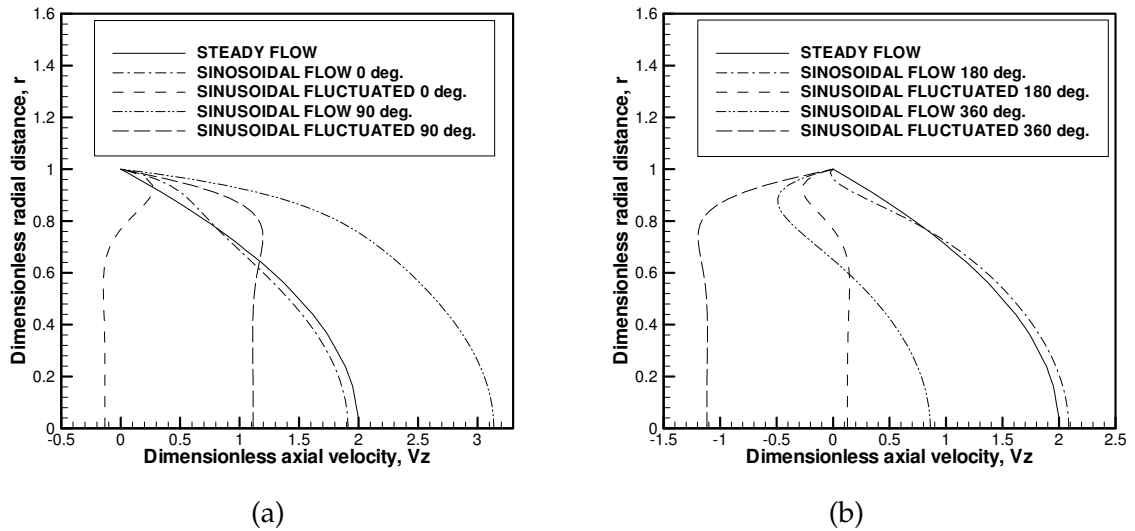 Dimensionless radial distance, r
1.6
1.4
1.2
1
0.8
0.6
0.4
0.2
0
STEADY FLOW
SINOSOIDAL FLOW 0 deg.
SINUSOIDAL FLUCTUATED 0 deg.
SINUSOIDAL FLOW 90 deg.
SINUSOIDAL FLUCTUATED 90 deg.
-0.5
0
0.5
1
1.5
2
2.5
3
Dimensionless axial velocity, Vz
(a)
Dimensionless radial distance, r
1.6
1.4
1.2
1
0.8
0.6
0.4
0.2
0
STEADY FLOW
SINOSOIDAL FLOW 180 deg.
SINUSOIDAL FLUCTUATED 180 deg.
SINUSOIDAL FLOW 360 deg.
SINUSOIDAL FLUCTUATED 360 deg.
-1.5
-1
-0.5
0
0.5
1
1.5
2
2.5
Dimensionless axial velocity, Vz
(b)